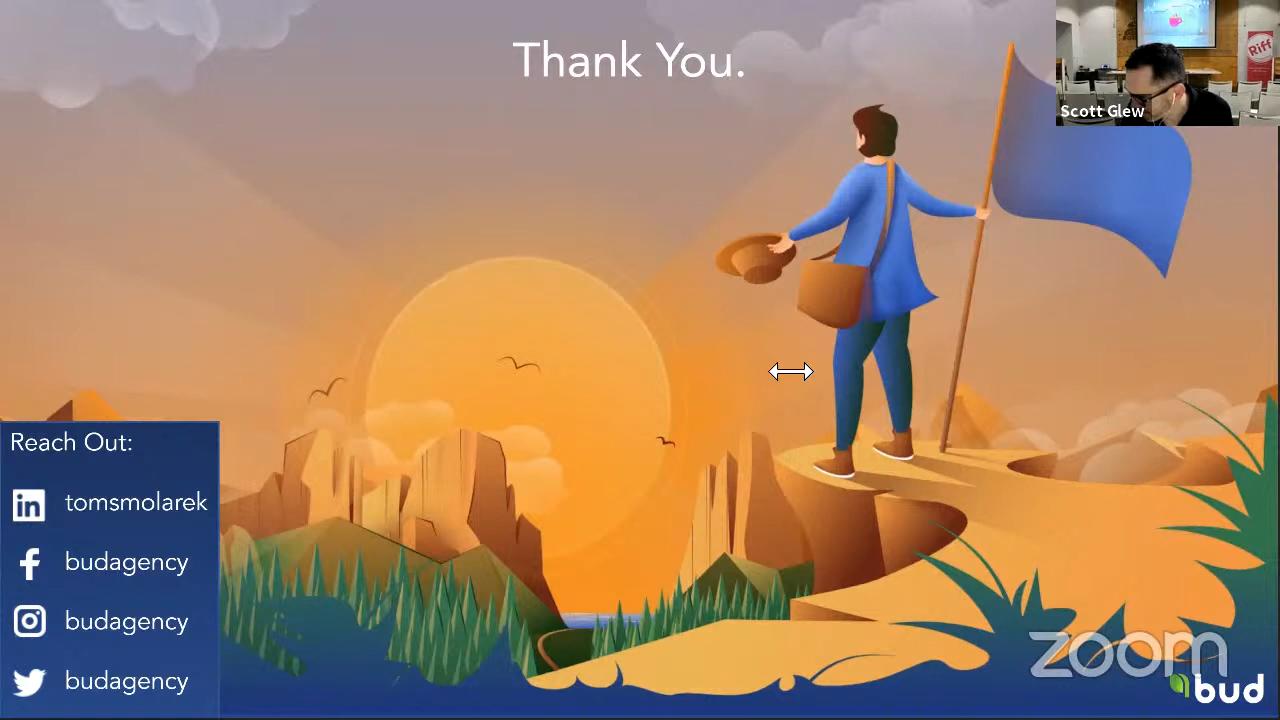 Thank You.
Riff
Scott Glew
Reach Out:
tomsmolarek
budagency
budagency
budagency
zoom
bud